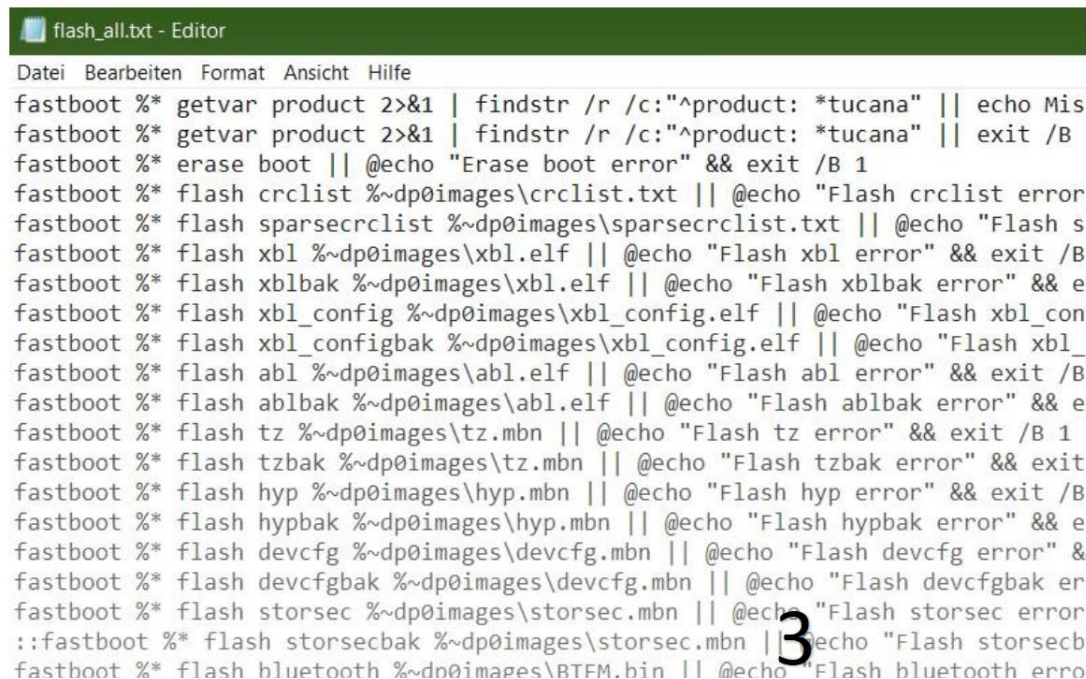 flash_all.txt - Editor
Datei Bearbeiten Format Ansicht Hilfe
fastboot %* getvar product 2>&1 | findstr /r /c:"^product: *tucana" || echo Mis
fastboot %* getvar product 2>&1 | findstr /r /c:"^product: *tucana" || exit /B
fastboot %* erase boot || @echo "Erase boot error" && exit /B 1
fastboot %* flash crclist %~dp0images\crclist.txt || @echo "Flash crclist error
fastboot %* flash sparsecrclist %~dp0images\sparsecrclist.txt || @echo "Flash s
fastboot %* flash xbl %~dp0images\xbl.elf || @echo "Flash xbl error" && exit /B
fastboot %* flash xblbak %~dp0images\xbl.elf || @echo "Flash xblbak error" && e
fastboot %* flash xbl_config %~dp0images\xbl_config.elf || @echo "Flash xbl_con
fastboot %* flash xbl_configbak %~dp0images\xbl_config.elf || @echo "Flash xbl_
fastboot %* flash abl %~dp0images\abl.elf || @echo "Flash abl error" && exit /B
fastboot %* flash ablbak %~dp0images\abl.elf || @echo "Flash ablbak error" && e
fastboot %* flash tz %~dp0images\tz.mbn || @echo "Flash tz error" && exit /B 1
fastboot %* flash tzbak %~dp0images\tz.mbn || @echo "Flash tzbak error" && exit
fastboot %* flash hyp %~dp0images\hyp.mbn || @echo "Flash hyp error" && exit /B
fastboot %* flash hypbak %~dp0images\hyp.mbn || @echo "Flash hypbak error" && e
fastboot %* flash devcfg %~dp0images\devcfg.mbn || @echo "Flash devcfg error" &
fastboot %* flash devcfgbak %~dp0images\devcfg.mbn || @echo "Flash devcfgbak er
fastboot %* flash storsec %~dp0images\storsec.mbn || @echo "Flash storsec error
::fastboot %* flash storsecbak %~dp0images\storsec.mbn || @echo "Flash storsecb
fastboot %* flash bluetooth %~dp0images\BTFM.bin || @echo "Flash bluetooth erro
3